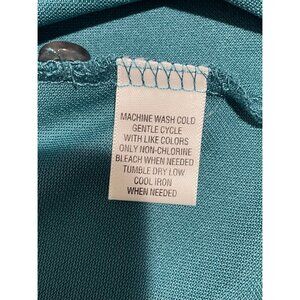 MACHINE WASH COLD
GENTLE CYCLE
WITH LIKE COLORS
ONLY NON-CHLORINE
BLEACH WHEN NEEDED
TUMBLE DRY LOW
COOL IRON
WHEN NEEDED